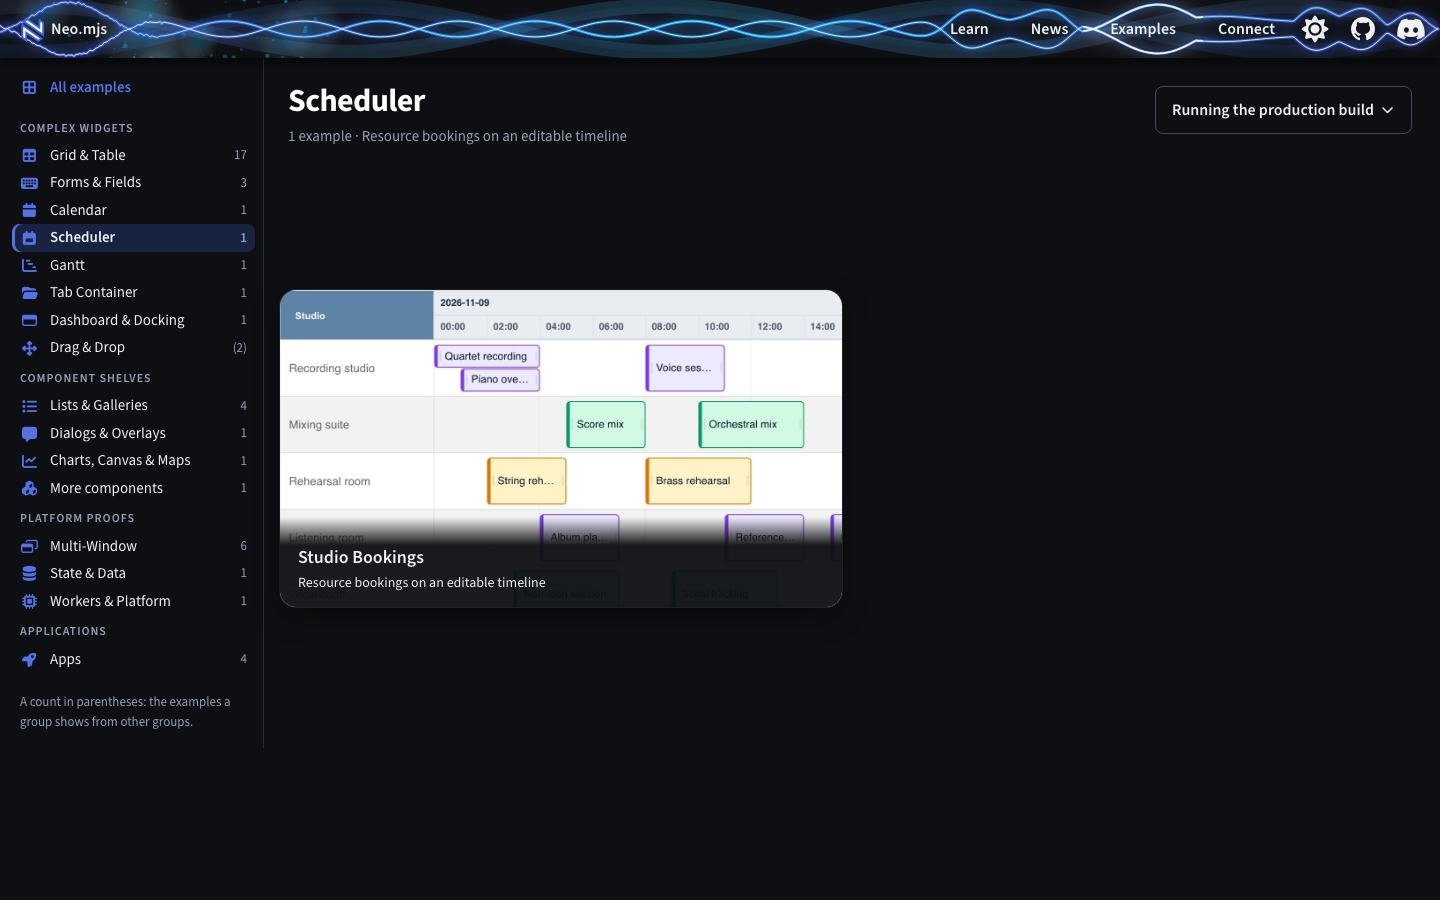 Neo.mjs
Learn
News
Examples
Connect
All examples
COMPLEX WIDGETS
Grid & Table 17
Forms & Fields 3
Calendar 1
Scheduler 1
Gantt 1
Tab Container 1
Dashboard & Docking 1
Drag & Drop (2)
COMPONENT SHELVES
Lists & Galleries 4
Dialogs & Overlays 1
Charts, Canvas & Maps 1
More components 1
PLATFORM PROOFS
Multi-Window 6
State & Data 1
Workers & Platform 1
APPLICATIONS
Apps 4
A count in parentheses: the examples a
group shows from other groups.
Scheduler
1 example · Resource bookings on an editable timeline
Running the production build
Studio
2026-11-09
00:00 02:00 04:00 06:00 08:00 10:00 12:00 14:00
Recording studio
Quartet recording
Piano ove...
Voice ses...
Mixing suite
Score mix
Orchestral mix
Rehearsal room
String reh...
Brass rehearsal
Listening room
Album pla...
Reference...
Vocal booth
Narration session
Vocal tracking
Studio Bookings
Resource bookings on an editable timeline